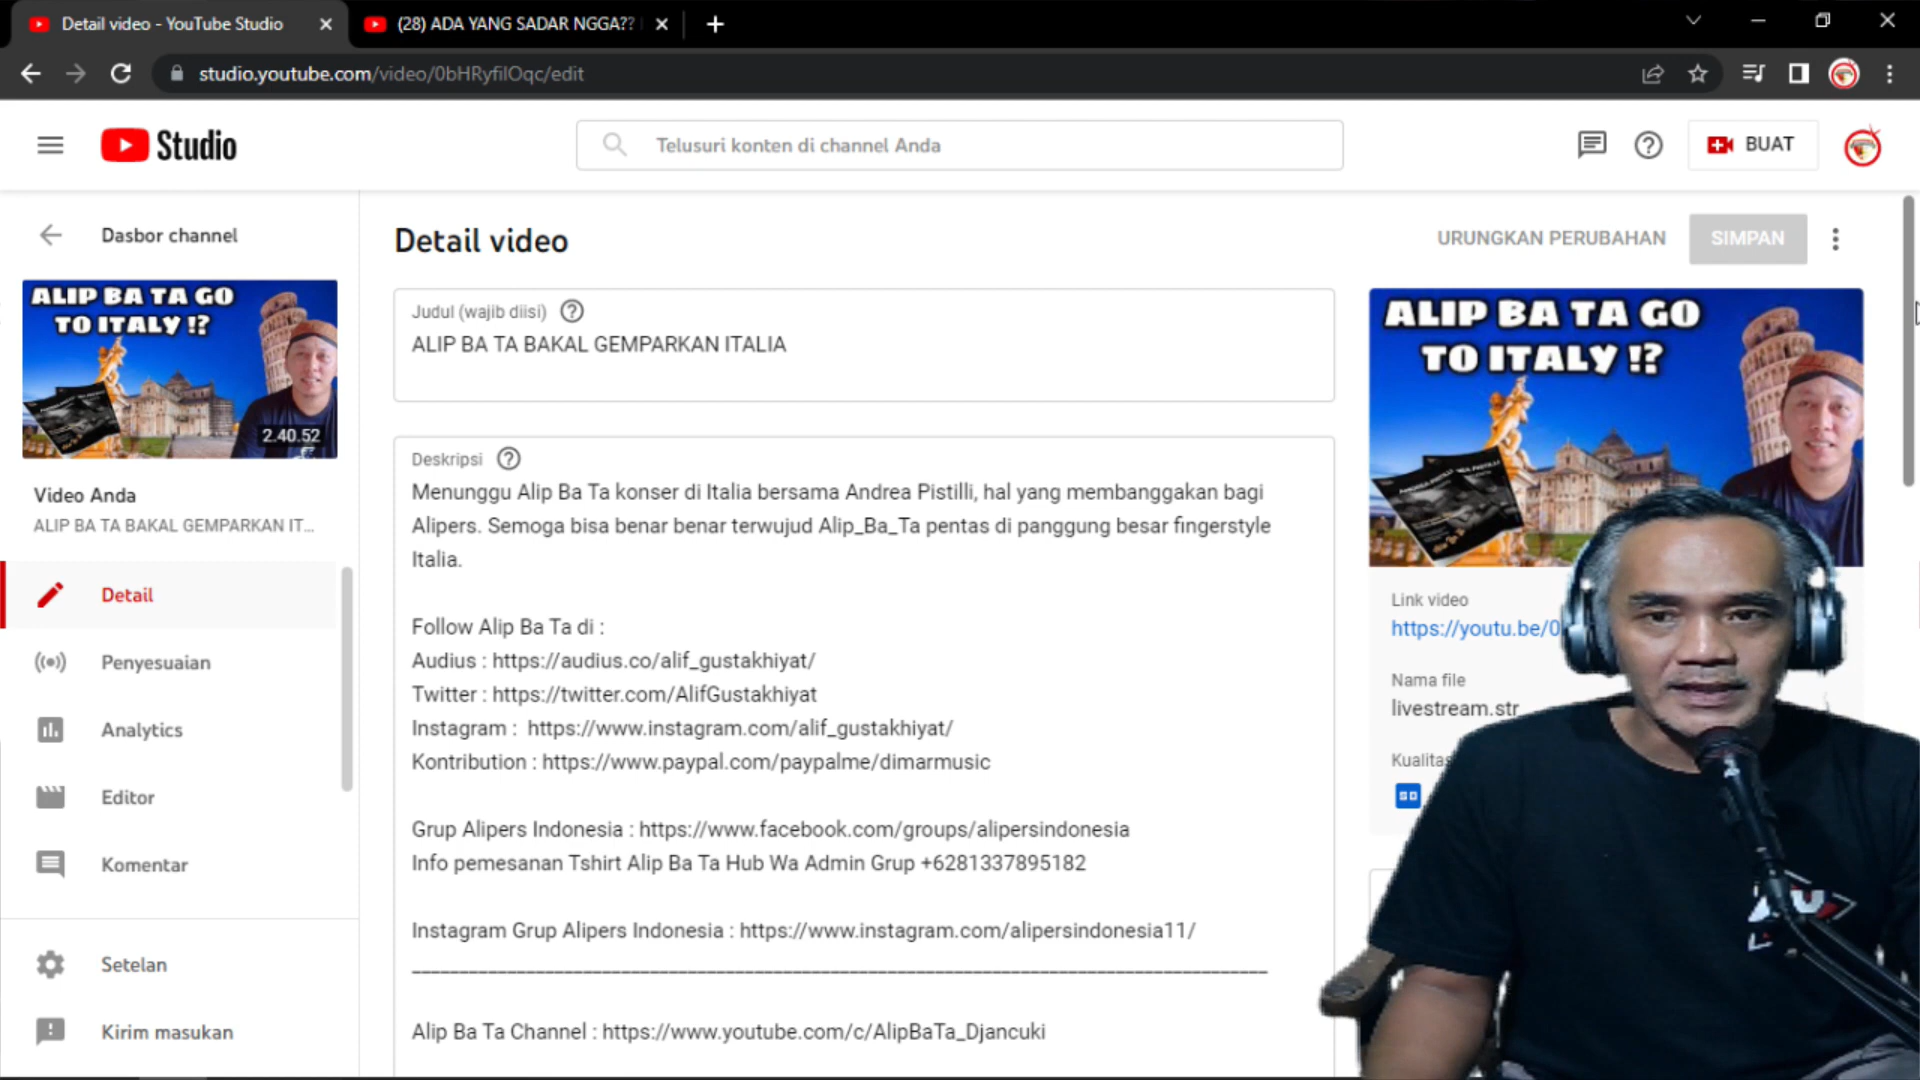 Detail video - YouTube Studio
(28) ADA YANG SADAR NGGA??
studio.youtube.com/video/0bHRyfilOqc/edit
Studio
Telusuri konten di channel Anda
BUAT
Dasbor channel
Detail video
URUNGKAN PERUBAHAN
SIMPAN
ALIP BA TA GO
TO ITALY !?
2.40.52
Video Anda
ALIP BA TA BAKAL GEMPARKAN IT...
Detail
Penyesuaian
Analytics
Editor
Komentar
Setelan
Kirim masukan
Judul (wajib diisi)
ALIP BA TA BAKAL GEMPARKAN ITALIA
Deskripsi
Menunggu Alip Ba Ta konser di Italia bersama Andrea Pistilli, hal yang membanggakan bagi
Alipers. Semoga bisa benar benar terwujud Alip_Ba_Ta pentas di panggung besar fingerstyle
Italia.
Follow Alip Ba Ta di :
Audius : https://audius.co/alif_gustakhiyat/
Twitter : https://twitter.com/AlifGustakhiyat
Instagram :  https://www.instagram.com/alif_gustakhiyat/
Kontribution : https://www.paypal.com/paypalme/dimarmusic
Grup Alipers Indonesia : https://www.facebook.com/groups/alipersindonesia
Info pemesanan Tshirt Alip Ba Ta Hub Wa Admin Grup +6281337895182
Instagram Grup Alipers Indonesia : https://www.instagram.com/alipersindonesia11/
Alip Ba Ta Channel : https://www.youtube.com/c/AlipBaTa_Djancuki
ALIP BA TA GO
TO ITALY !?
Link video
https://youtu.be/0
Nama file
livestream.str
Kualitas
SD